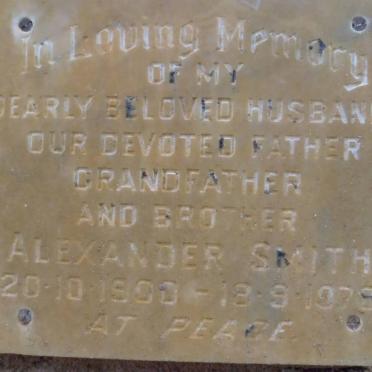 In Loving Memory
OF MY
DEARLY BELOVED HUSBAND
OUR DEVOTED FATHER
GRANDFATHER
AND BROTHER
ALEXANDER SMITH
20·10·1900 - 18·9·1979
AT PEACE